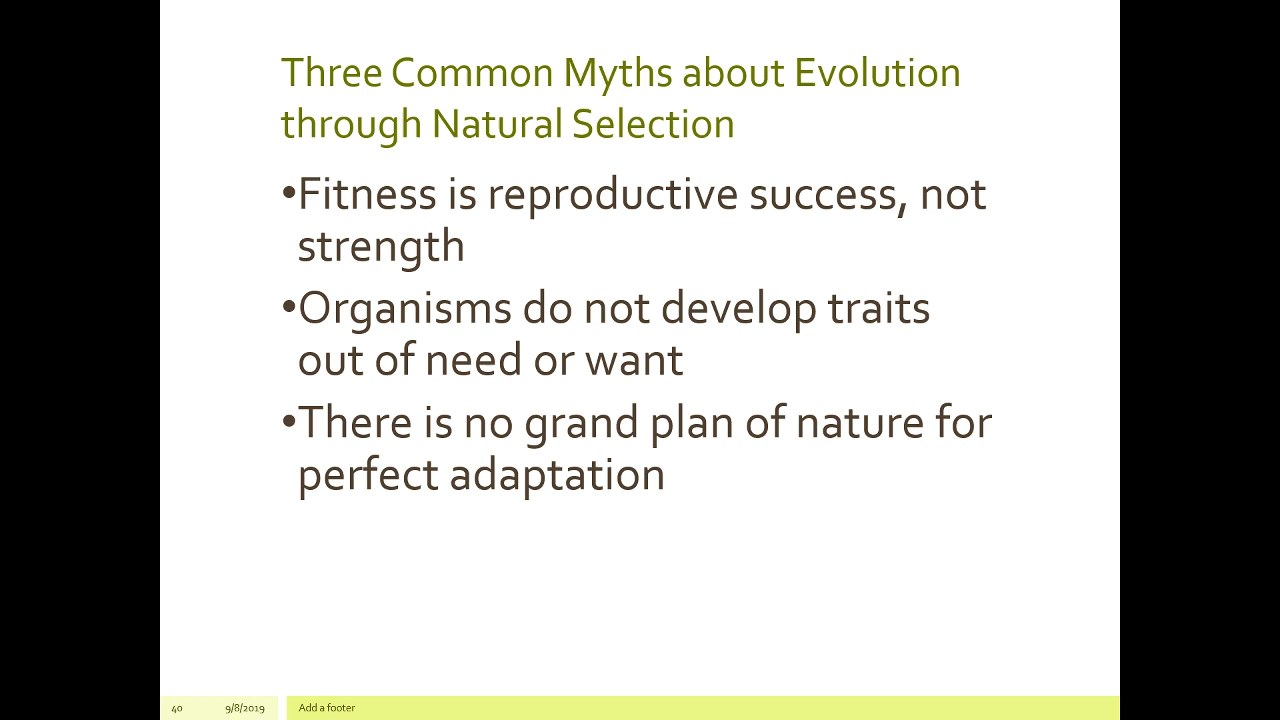 Three Common Myths about Evolution
through Natural Selection
•Fitness is reproductive success, not
strength
•Organisms do not develop traits
out of need or want
•There is no grand plan of nature for
perfect adaptation
40 9/8/2019 Add a footer